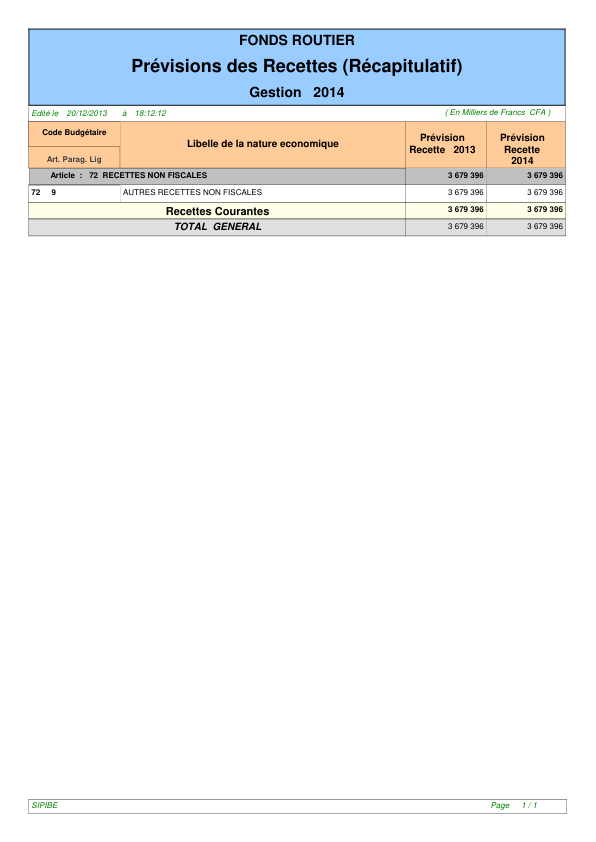 FONDS ROUTIER
Prévisions des Recettes (Récapitulatif)
Gestion 2014
Edité le 20/12/2013 à 18:12:12 ( En Milliers de Francs CFA )
Code Budgétaire
Art. Parag. Lig
Libelle de la nature economique
Prévision
Recette 2013
Prévision
Recette
2014
Article : 72 RECETTES NON FISCALES 3 679 396 3 679 396
72 9 AUTRES RECETTES NON FISCALES 3 679 396 3 679 396
Recettes Courantes 3 679 396 3 679 396
TOTAL GENERAL 3 679 396 3 679 396
SIPIBE Page 1 / 1